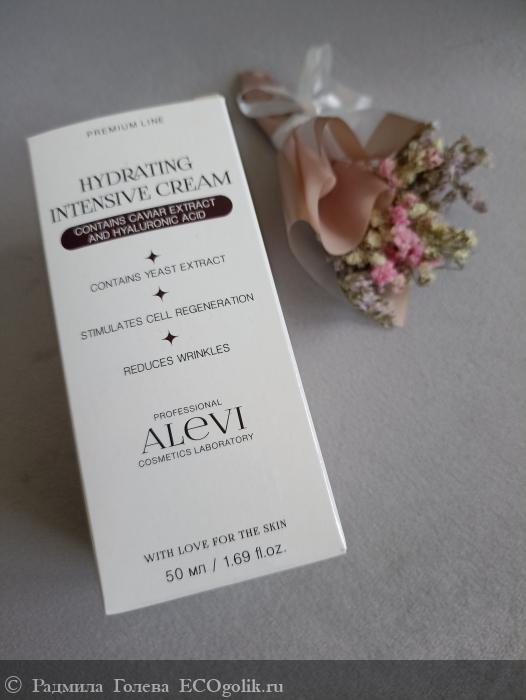 PREMIUM LINE
HYDRATING
INTENSIVE CREAM
CONTAINS CAVIAR EXTRACT
AND HYALURONIC ACID
CONTAINS YEAST EXTRACT
STIMULATES CELL REGENERATION
REDUCES WRINKLES
PROFESSIONAL
ALeVI
COSMETICS LABORATORY
WITH LOVE FOR THE SKIN
50 мл / 1.69 fl.oz.
© Радмила Голева ECOgolik.ru